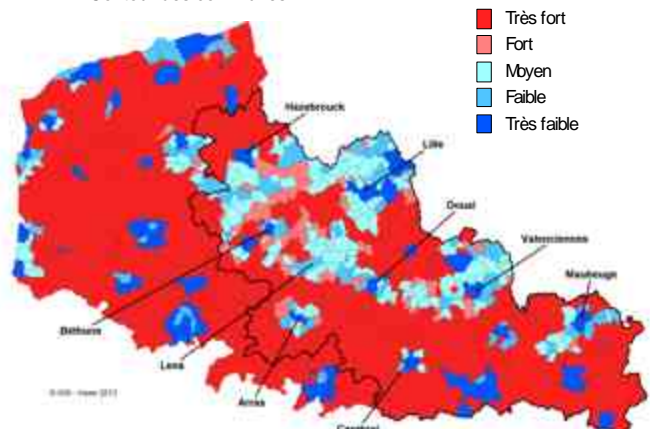 Très fort
Fort
Moyen
Faible
Très faible
Hazebrouck
Lille
Douai
Valenciennes
Maubeuge
Béthune
Lens
Arras